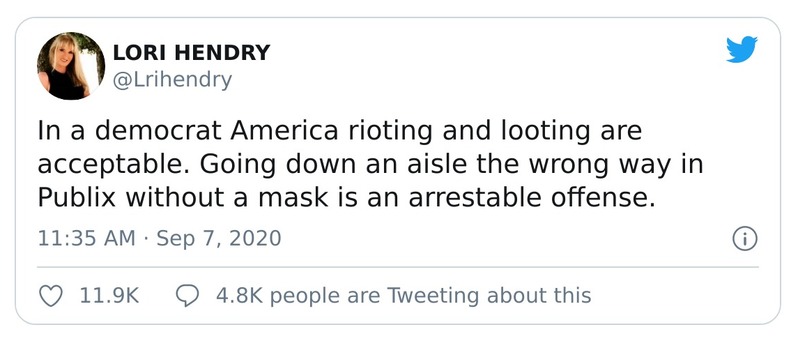 LORI HENDRY
@Lrihendry
In a democrat America rioting and looting are
acceptable. Going down an aisle the wrong way in
Publix without a mask is an arrestable offense.
11:35 AM · Sep 7, 2020
11.9K 4.8K people are Tweeting about this